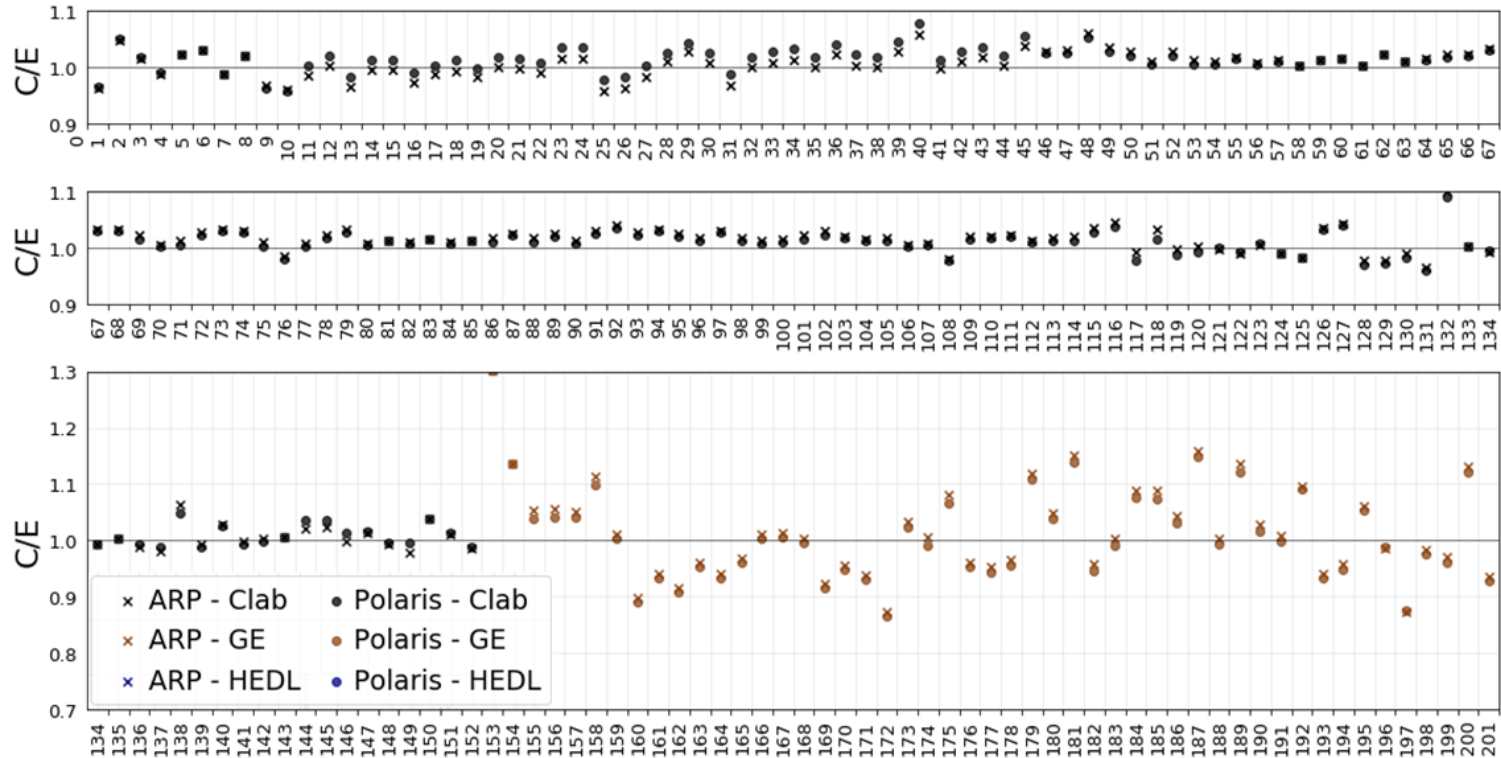 C/E
1.1
1.0
0.9
0 1 2 3 4 5 6 7 8 9 10 11 12 13 14 15 16 17 18 19 20 21 22 23 24 25 26 27 28 29 30 31 32 33 34 35 36 37 38 39 40 41 42 43 44 45 46 47 48 49 50 51 52 53 54 55 56 57 58 59 60 61 62 63 64 65 66 67
C/E
1.1
1.0
0.9
67 68 69 70 71 72 73 74 75 76 77 78 79 80 81 82 83 84 85 86 87 88 89 90 91 92 93 94 95 96 97 98 99 100 101 102 103 104 105 106 107 108 109 110 111 112 113 114 115 116 117 118 119 120 121 122 123 124 125 126 127 128 129 130 131 132 133 134
C/E
1.3
1.2
1.1
1.0
0.9
0.8
0.7
ARP - Clab Polaris - Clab
ARP - GE Polaris - GE
ARP - HEDL Polaris - HEDL
134 135 136 137 138 139 140 141 142 143 144 145 146 147 148 149 150 151 152 153 154 155 156 157 158 159 160 161 162 163 164 165 166 167 168 169 170 171 172 173 174 175 176 177 178 179 180 181 182 183 184 185 186 187 188 189 190 191 192 193 194 195 196 197 198 199 200 201